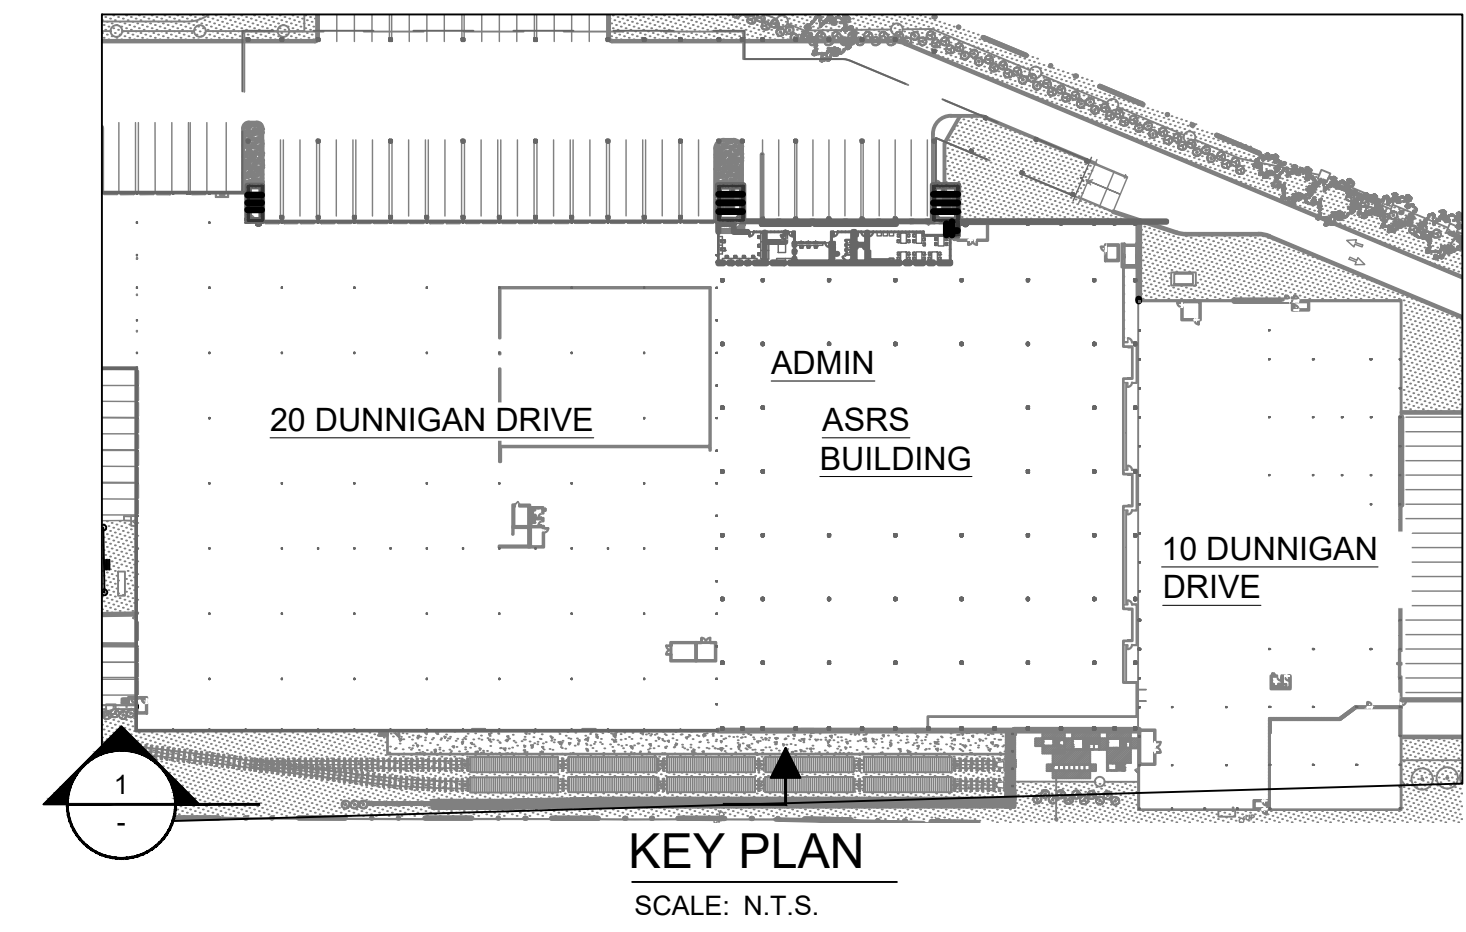 ADMIN
20 DUNNIGAN DRIVE
ASRS
BUILDING
10 DUNNIGAN
DRIVE
1
-
KEY PLAN
SCALE: N.T.S.